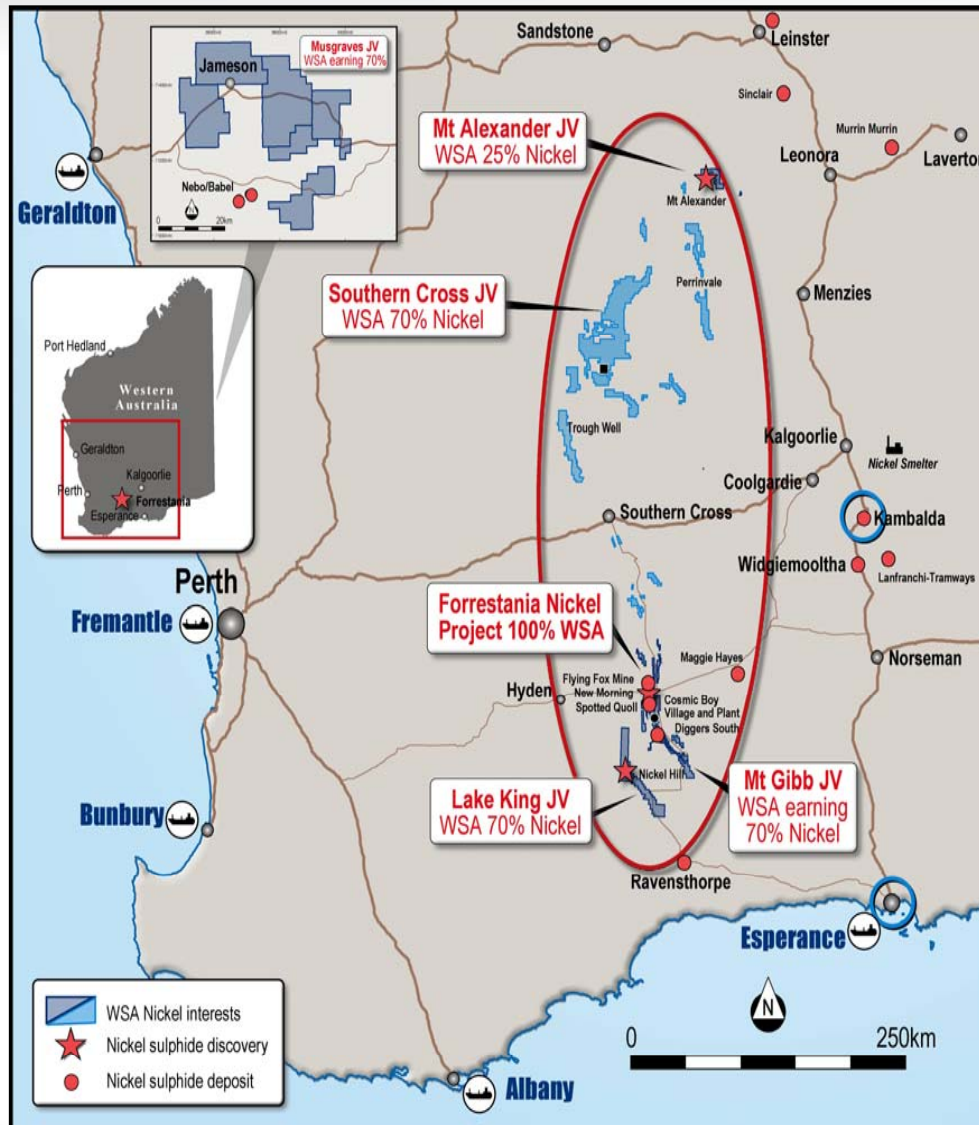 Musgraves JV
WSA earning 70%
Jameson
Nebo/Babel
N
0 20km
Sandstone
Leinster
Sinclair
Murrin Murrin
Laverton
Leonora
Mt Alexander JV
WSA 25% Nickel
Mt Alexander
Geraldton
Perrinvale
Menzies
Southern Cross JV
WSA 70% Nickel
Port Hedland
Western
Australia
Geraldton
Kalgoorlie
Perth
Forrestania
Esperance
Trough Well
Kalgoorlie
Nickel Smelter
Coolgardie
Southern Cross
Kambalda
Widgiemooltha
Lanfranchi-Tramways
Perth
Fremantle
Forrestania Nickel
Project 100% WSA
Maggie Hayes
Norseman
Hyden
Flying Fox Mine
New Morning
Spotted Quoll
Cosmic Boy
Village and Plant
Diggers South
Nickel Hill
Lake King JV
WSA 70% Nickel
Mt Gibb JV
WSA earning
70% Nickel
Bunbury
Ravensthorpe
Esperance
WSA Nickel interests
Nickel sulphide discovery
Nickel sulphide deposit
N
0 250km
Albany